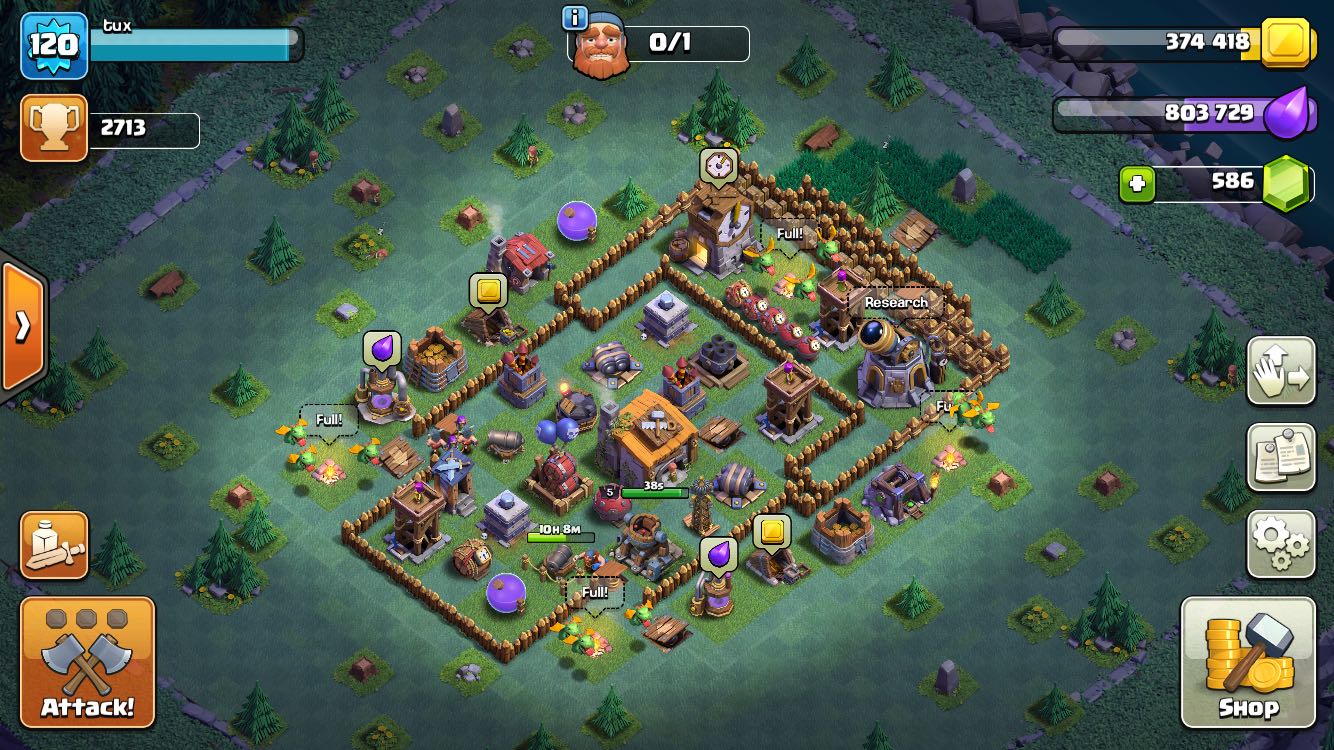 120
tux
i
0/1
374 418
2713
803 729
586
Full!
Research
Full!
Fu
5
38s
10H 8M
Full!
Attack!
Shop